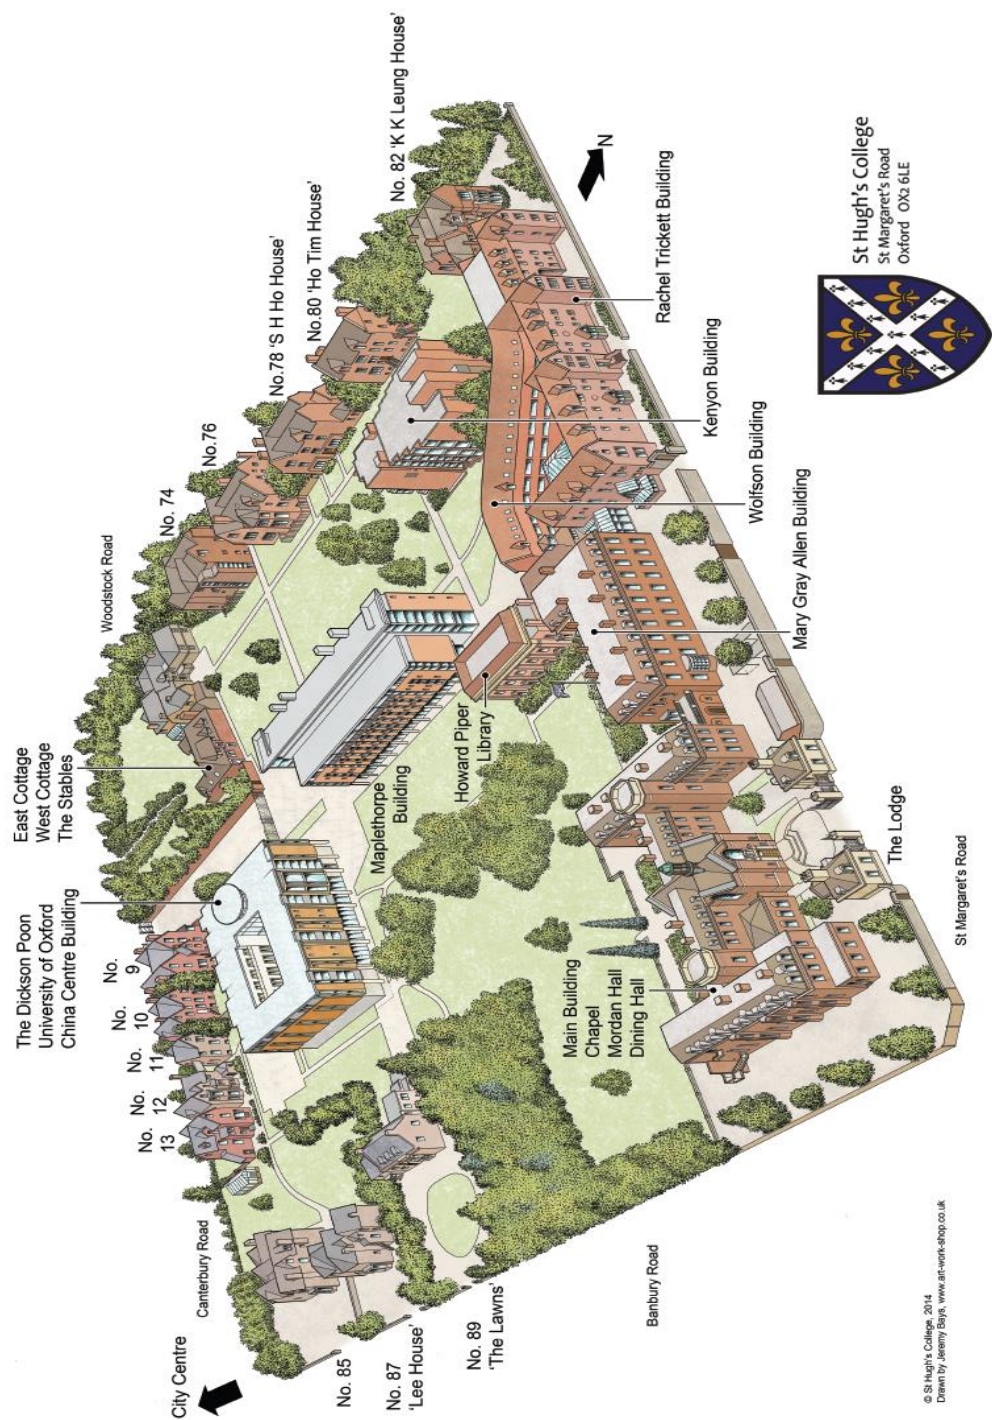 City Centre
No. 85
No. 87
'Lee House'
No. 89
'The Lawns'
Canterbury Road
Banbury Road
No.
13
No.
12
No.
11
No.
10
No.
9
The Dickson Poon
University of Oxford
China Centre Building
East Cottage
West Cottage
The Stables
Woodstock Road
No. 74
No.76
No.78 'S H Ho House'
No.80 'Ho Tim House'
No. 82 'K K Leung House'
Maplethorpe
Building
Howard Piper
Library
Main Building
Chapel
Mordan Hall
Dining Hall
The Lodge
St Margaret's Road
Mary Gray Allen Building
Wolfson Building
Kenyon Building
Rachel Trickett Building
N
St Hugh's College
St Margaret's Road
Oxford OX2 6LE
© St Hugh's College, 2014
Drawn by Jeremy Bays, www.art-work-shop.co.uk